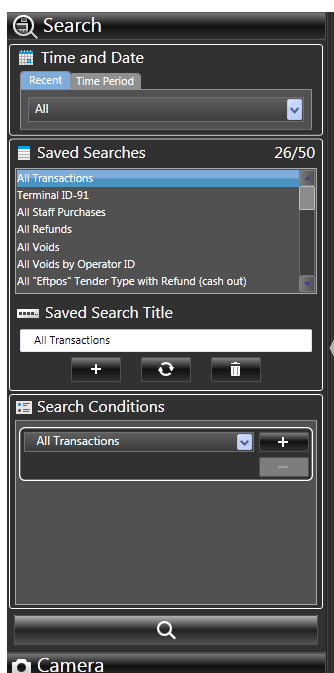 Search
Time and Date
Recent Time Period
All
Saved Searches 26/50
All Transactions
Terminal ID-91
All Staff Purchases
All Refunds
All Voids
All Voids by Operator ID
All "Eftpos" Tender Type with Refund (cash out)
Saved Search Title
All Transactions
Search Conditions
All Transactions
Camera